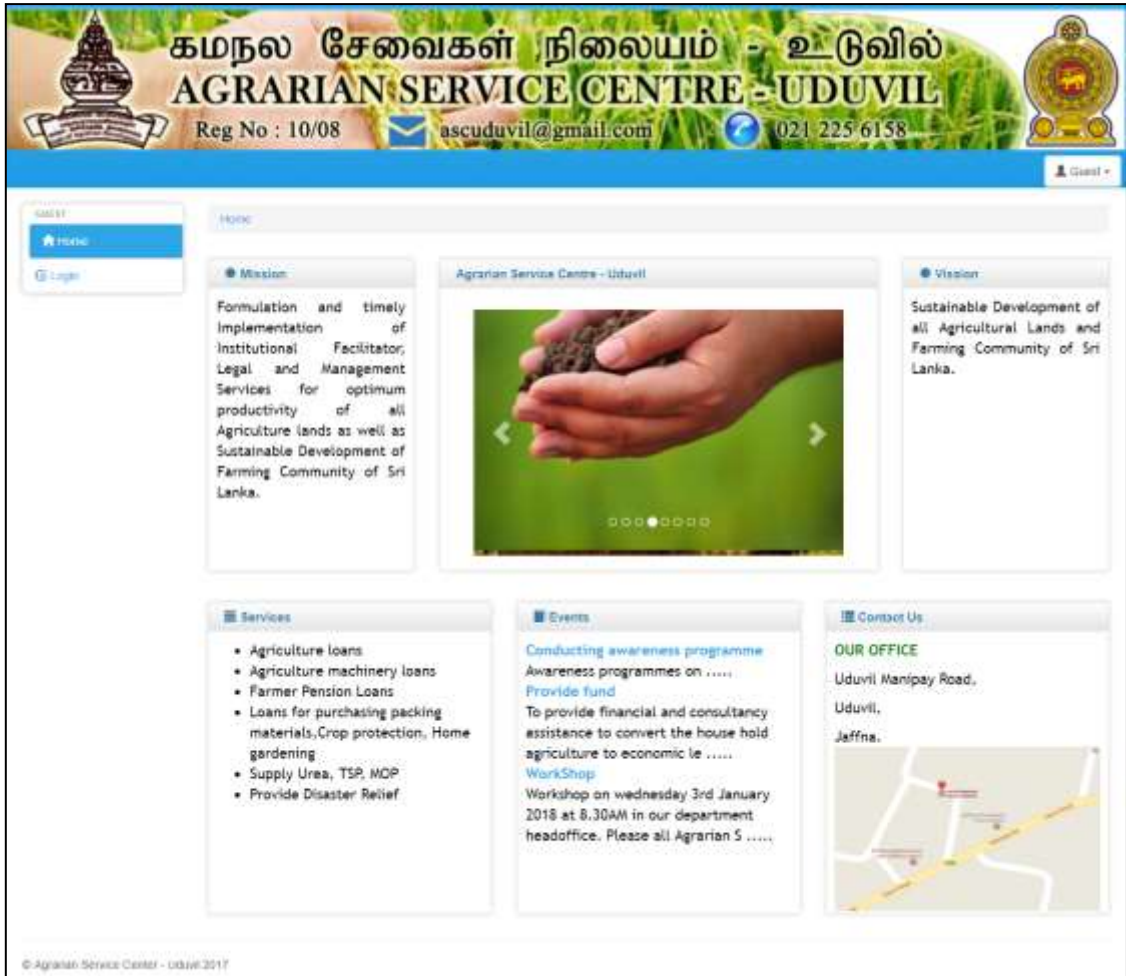 கமநல சேவைகள் நிலையம் - உடுவில்
AGRARIAN SERVICE CENTRE - UDUVIL
Reg No : 10/08 ascuduvil@gmail.com 021 225 6158
Guest
GUEST
Home
Login
Home
Mission
Formulation and timely
Implementation of
Institutional Facilitator,
Legal and Management
Services for optimum
productivity of all
Agriculture lands as well as
Sustainable Development of
Farming Community of Sri
Lanka.
Agrarian Service Centre - Uduvil
Vission
Sustainable Development of
all Agricultural Lands and
Farming Community of Sri
Lanka.
Services
• Agriculture loans
• Agriculture machinery loans
• Farmer Pension Loans
• Loans for purchasing packing
materials,Crop protection, Home
gardening
• Supply Urea, TSP, MOP
• Provide Disaster Relief
Events
Conducting awareness programme
Awareness programmes on .....
Provide fund
To provide financial and consultancy
assistance to convert the house hold
agriculture to economic le .....
WorkShop
Workshop on wednesday 3rd January
2018 at 8.30AM in our department
headoffice. Please all Agrarian S .....
Contact Us
OUR OFFICE
Uduvil Manipay Road,
Uduvil,
Jaffna.
© Agrarian Service Center - Uduvil 2017